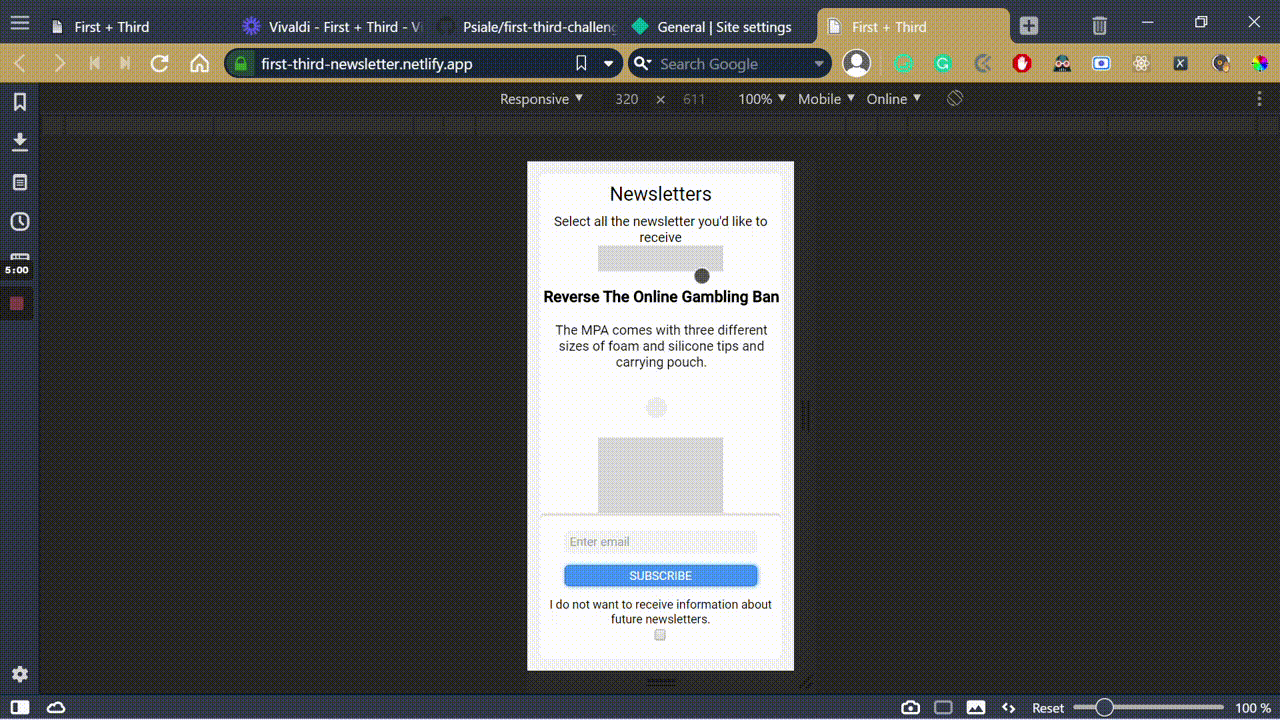 First + Third
Vivaldi - First + Third - Vi
Psiale/first-third-challeng
General | Site settings
First + Third
first-third-newsletter.netlify.app
Search Google
Responsive
320 × 611
100%
Mobile
Online
5:00
Newsletters
Select all the newsletter you'd like to
receive
Reverse The Online Gambling Ban
The MPA comes with three different
sizes of foam and silicone tips and
carrying pouch.
Enter email
SUBSCRIBE
I do not want to receive information about
future newsletters.
Reset
100 %